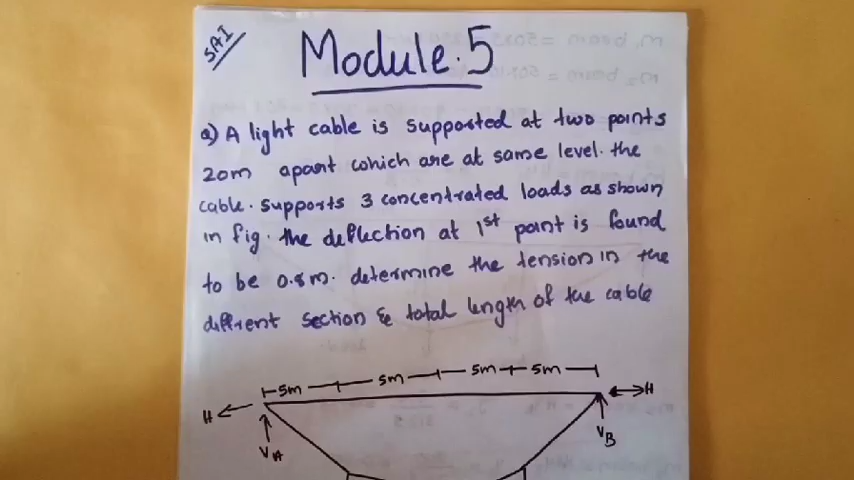 SAI
Module.5
a) A light cable is supported at two points
20m apart which are at same level. the
cable. supports 3 concentrated loads as shown
in fig. the deflection at 1st point is found
to be 0.8m. determine the tension in the
diffrent section & total length of the cable
5m 5m 5m 5m
H H
VA VB